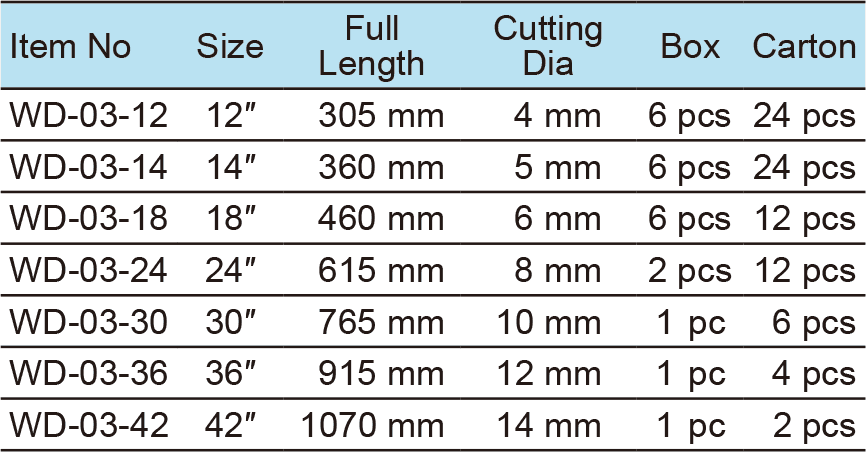 Item No Size Full Length Cutting Dia Box Carton
WD-03-12 12″ 305 mm 4 mm 6 pcs 24 pcs
WD-03-14 14″ 360 mm 5 mm 6 pcs 24 pcs
WD-03-18 18″ 460 mm 6 mm 6 pcs 12 pcs
WD-03-24 24″ 615 mm 8 mm 2 pcs 12 pcs
WD-03-30 30″ 765 mm 10 mm 1 pc 6 pcs
WD-03-36 36″ 915 mm 12 mm 1 pc 4 pcs
WD-03-42 42″ 1070 mm 14 mm 1 pc 2 pcs